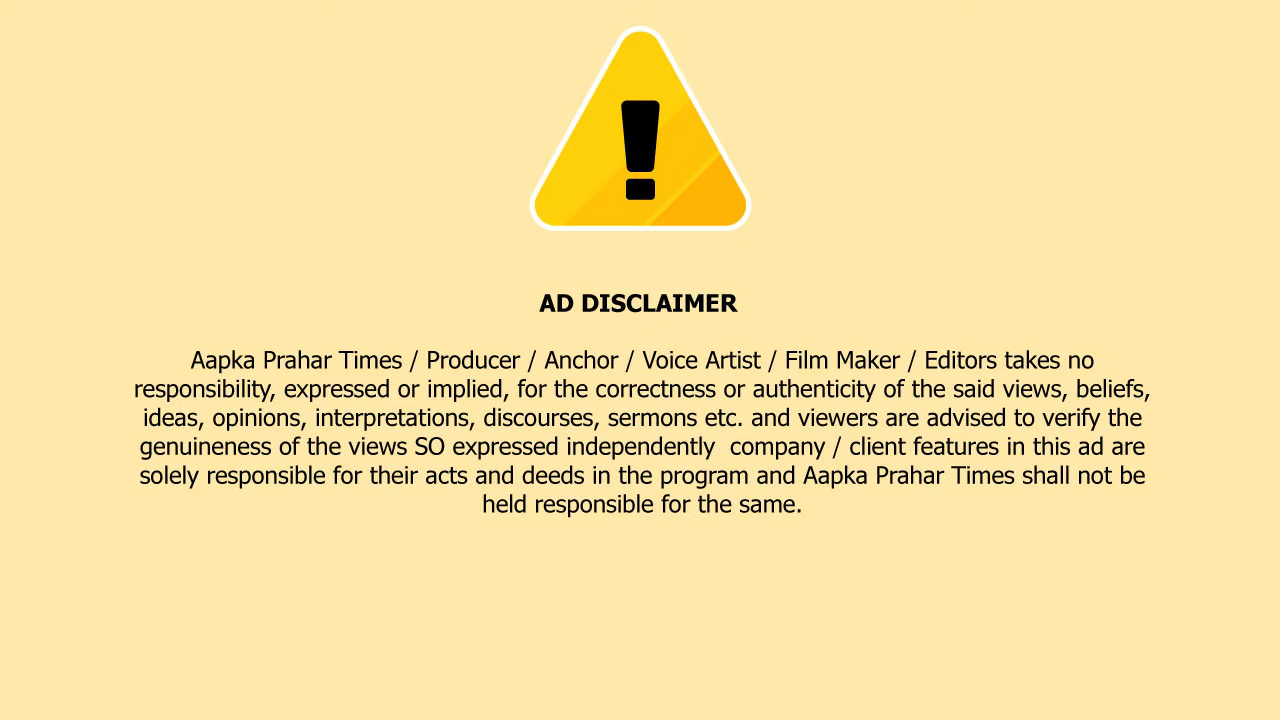 AD DISCLAIMER
Aapka Prahar Times / Producer / Anchor / Voice Artist / Film Maker / Editors takes no
responsibility, expressed or implied, for the correctness or authenticity of the said views, beliefs,
ideas, opinions, interpretations, discourses, sermons etc. and viewers are advised to verify the
genuineness of the views SO expressed independently  company / client features in this ad are
solely responsible for their acts and deeds in the program and Aapka Prahar Times shall not be
held responsible for the same.